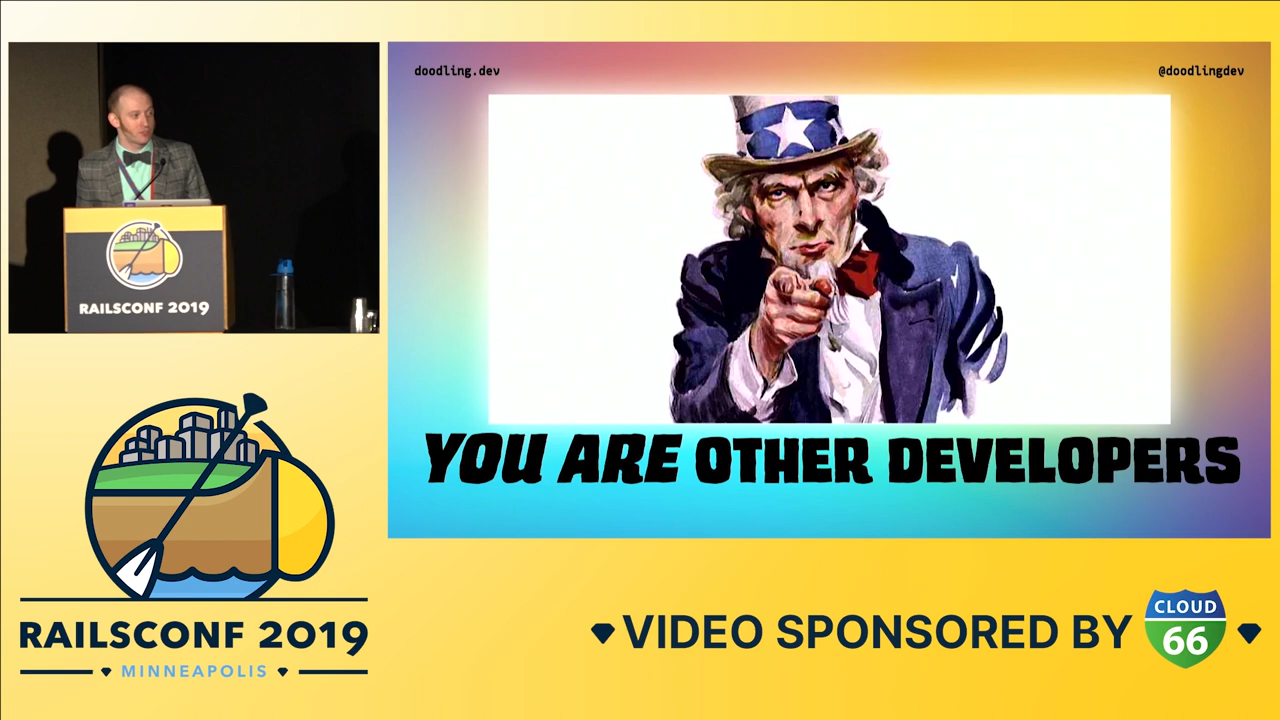 doodling.dev
@doodlingdev
YOU ARE OTHER DEVELOPERS
RAILSCONF 2019
RAILSCONF 2019
MINNEAPOLIS
VIDEO SPONSORED BY
CLOUD
66